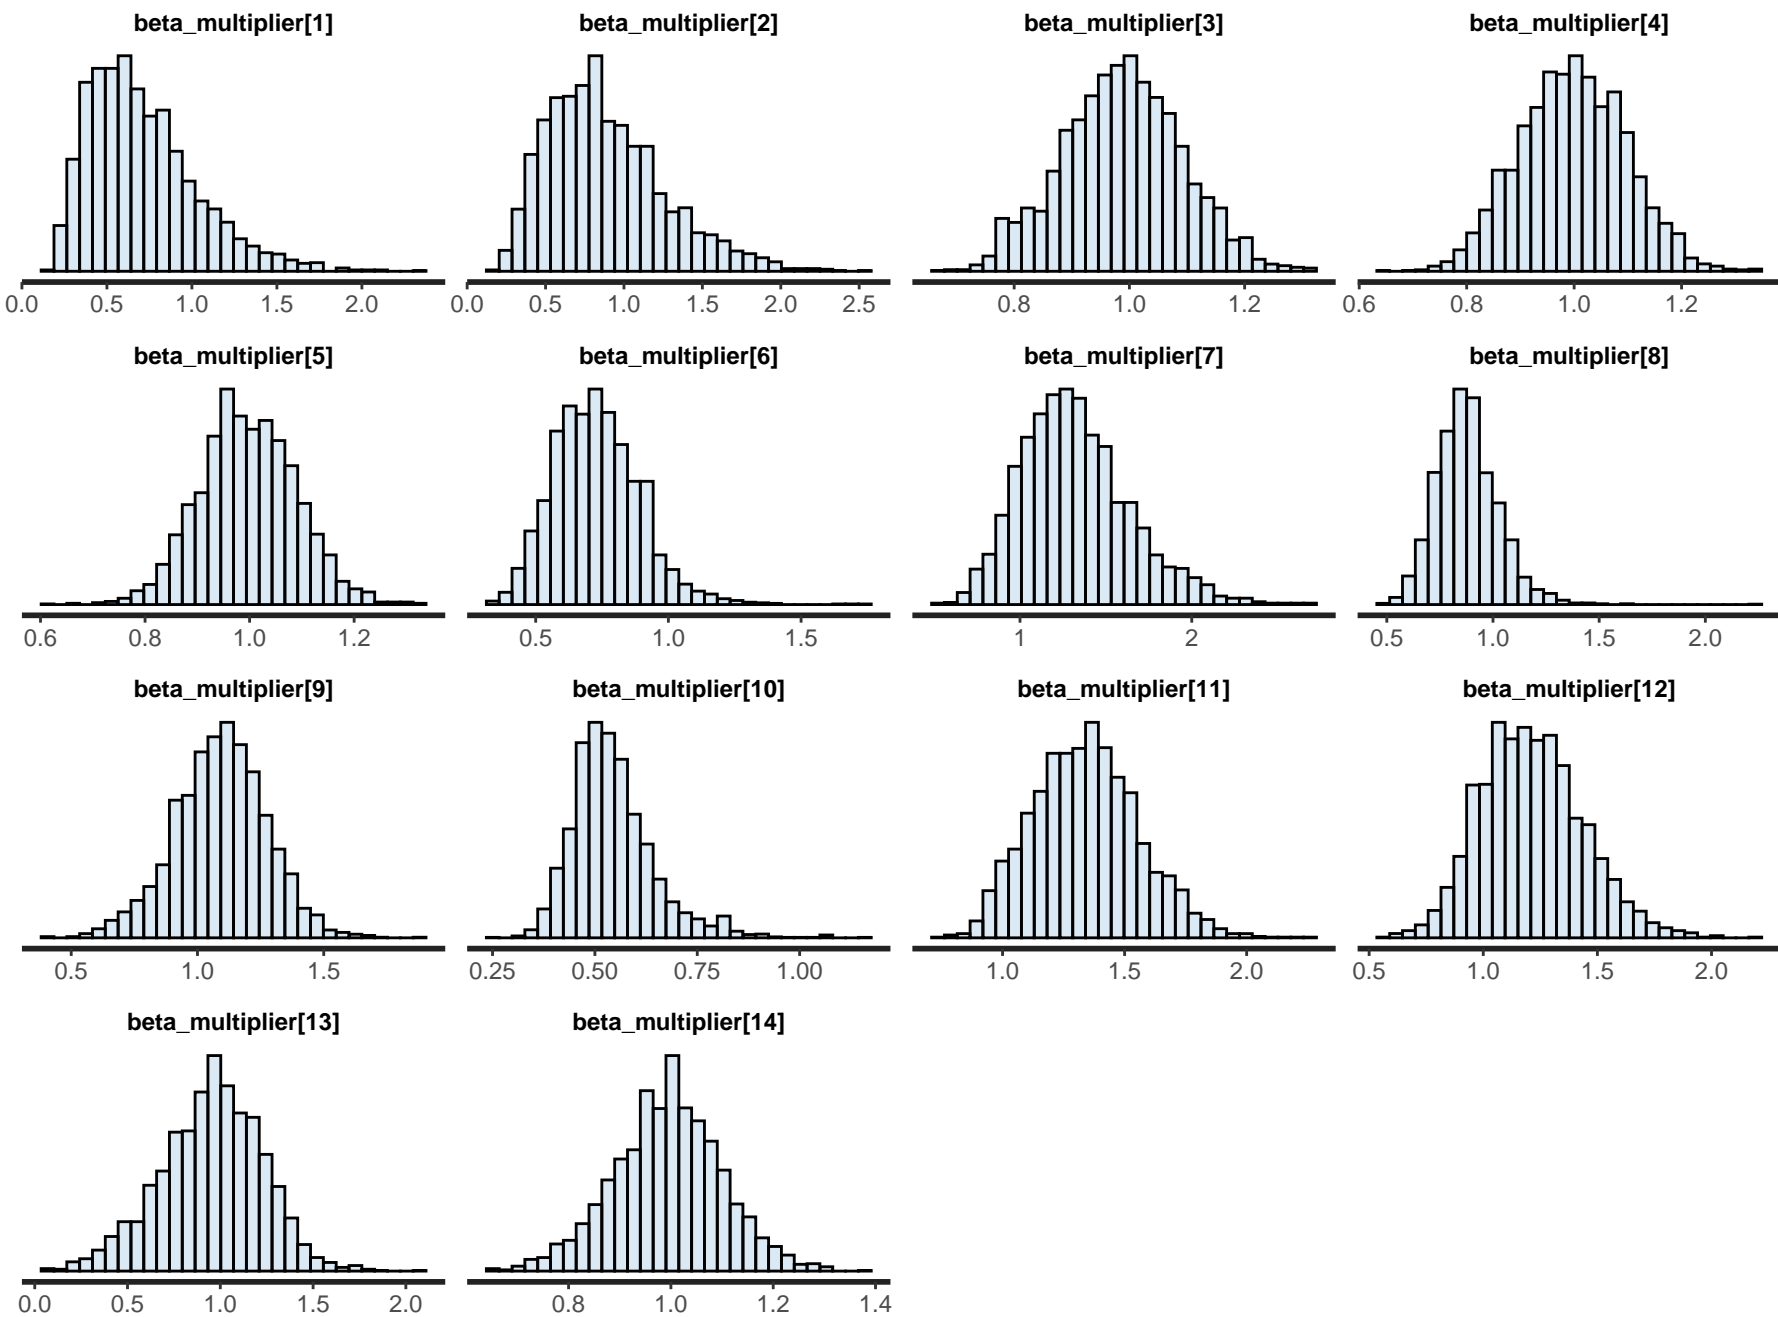 beta_multiplier[1] beta_multiplier[2] beta_multiplier[3] beta_multiplier[4]
0.0 0.5 1.0 1.5 2.0 0.0 0.5 1.0 1.5 2.0 2.5 0.8 1.0 1.2 0.6 0.8 1.0 1.2
beta_multiplier[5] beta_multiplier[6] beta_multiplier[7] beta_multiplier[8]
0.6 0.8 1.0 1.2 0.5 1.0 1.5 1 2 0.5 1.0 1.5 2.0
beta_multiplier[9] beta_multiplier[10] beta_multiplier[11] beta_multiplier[12]
0.5 1.0 1.5 0.25 0.50 0.75 1.00 1.0 1.5 2.0 0.5 1.0 1.5 2.0
beta_multiplier[13] beta_multiplier[14]
0.0 0.5 1.0 1.5 2.0 0.8 1.0 1.2 1.4